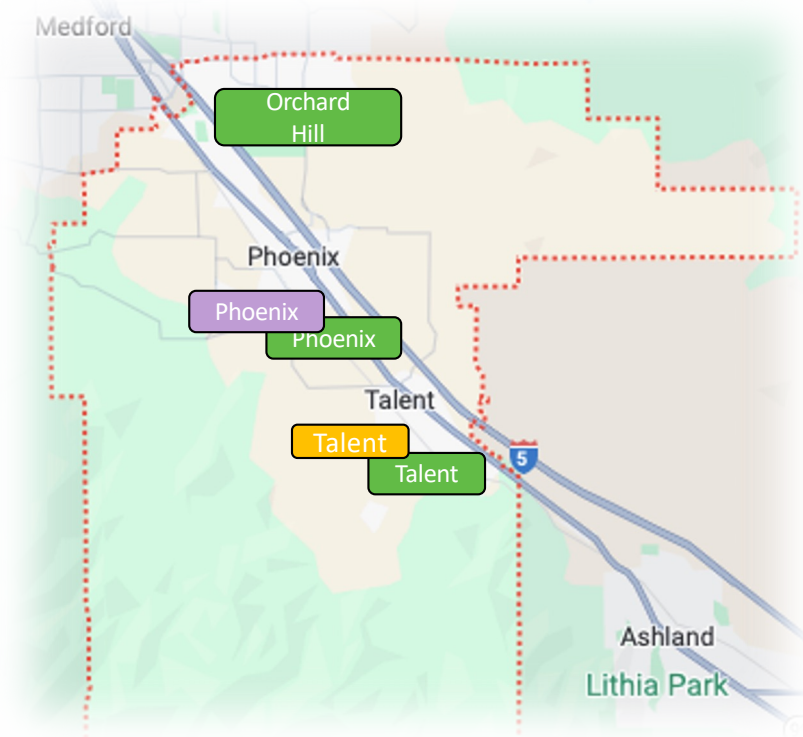 Medford
Orchard
Hill
Phoenix
Phoenix
Phoenix
Talent
Talent
Talent
5
Ashland
Lithia Park